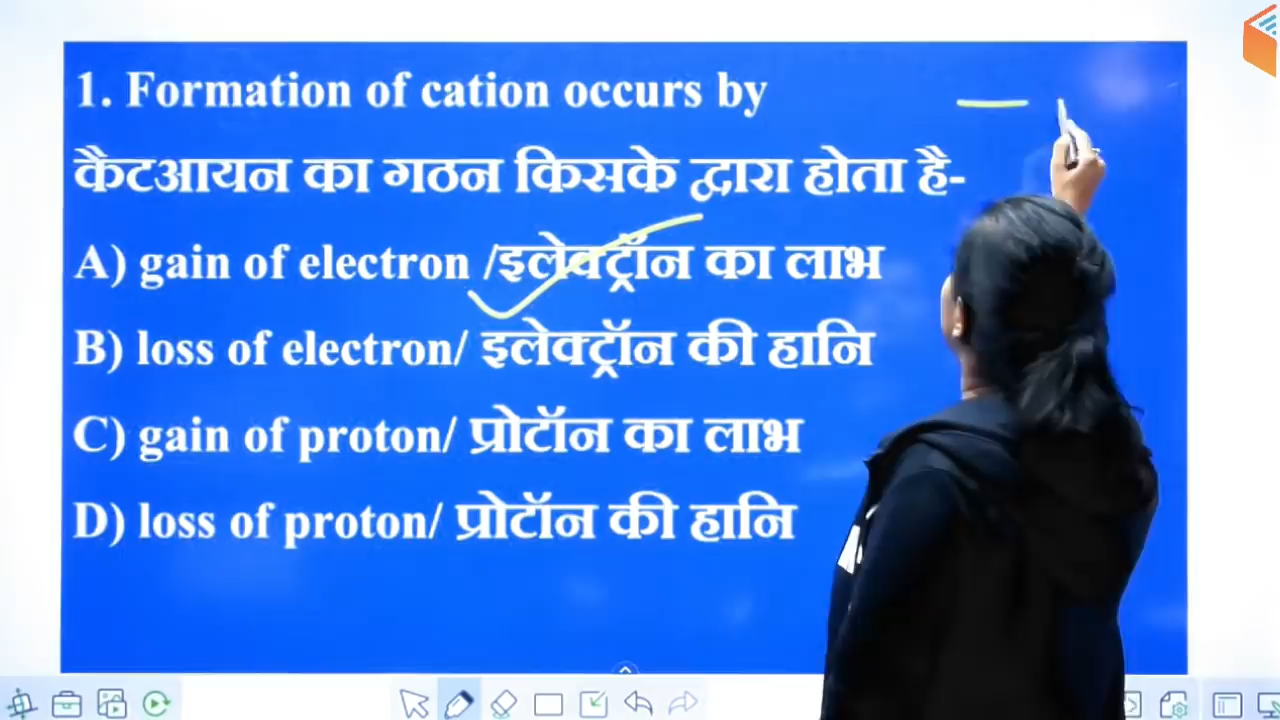 1. Formation of cation occurs by
कैटआयन का गठन किसके द्वारा होता है-
A) gain of electron /इलेक्ट्रॉन का लाभ
B) loss of electron/ इलेक्ट्रॉन की हानि
C) gain of proton/ प्रोटॉन का लाभ
D) loss of proton/ प्रोटॉन की हानि